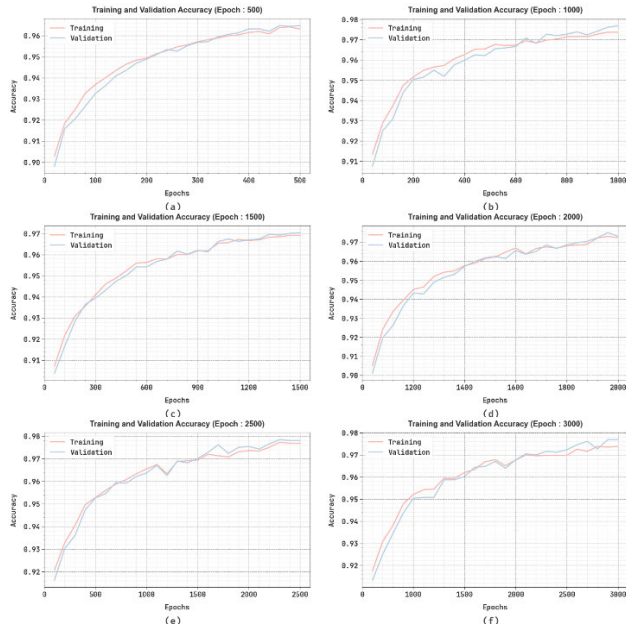 Training and Validation Accuracy (Epoch : 500)
Training
Validation
Accuracy
0.96
0.95
0.94
0.93
0.92
0.91
0.90
0
100
200
300
400
500
Epochs
(a)
Training and Validation Accuracy (Epoch : 1000)
Training
Validation
Accuracy
0.98
0.97
0.96
0.95
0.94
0.93
0.92
0.91
0
200
400
600
800
1000
Epochs
(b)
Training and Validation Accuracy (Epoch : 1500)
Training
Validation
Accuracy
0.97
0.96
0.95
0.94
0.93
0.92
0.91
0
300
600
900
1200
1500
Epochs
(c)
Training and Validation Accuracy (Epoch : 2000)
Training
Validation
Accuracy
0.97
0.96
0.95
0.94
0.93
0.92
0.91
0.90
0
1200
1400
1600
1800
2000
Epochs
(d)
Training and Validation Accuracy (Epoch : 2500)
Training
Validation
Accuracy
0.98
0.97
0.96
0.95
0.94
0.93
0.92
0
500
1000
1500
2000
2500
Epochs
(e)
Training and Validation Accuracy (Epoch : 3000)
Training
Validation
Accuracy
0.98
0.97
0.96
0.95
0.94
0.93
0.92
0
1200
1600
2000
2500
3000
Epochs
(f)